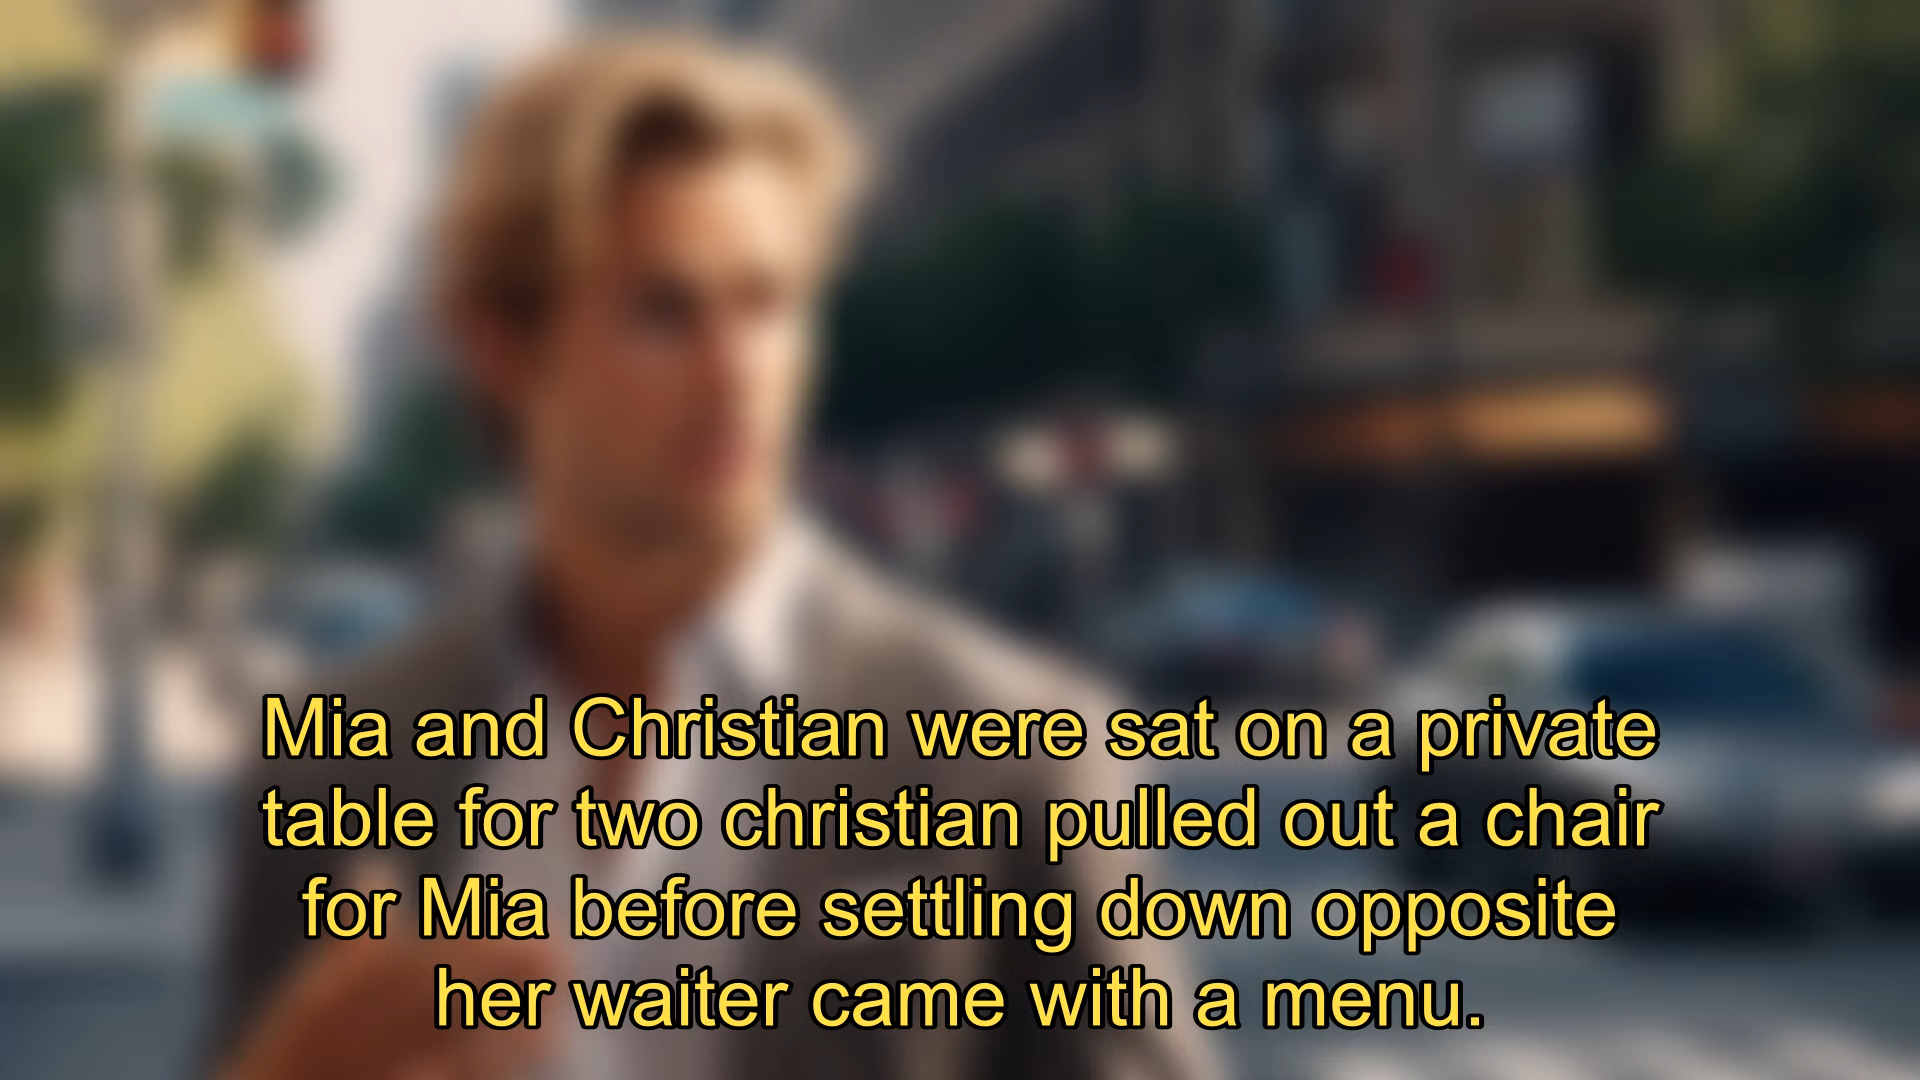 Mia and Christian were sat on a private
table for two christian pulled out a chair
for Mia before settling down opposite
her waiter came with a menu.